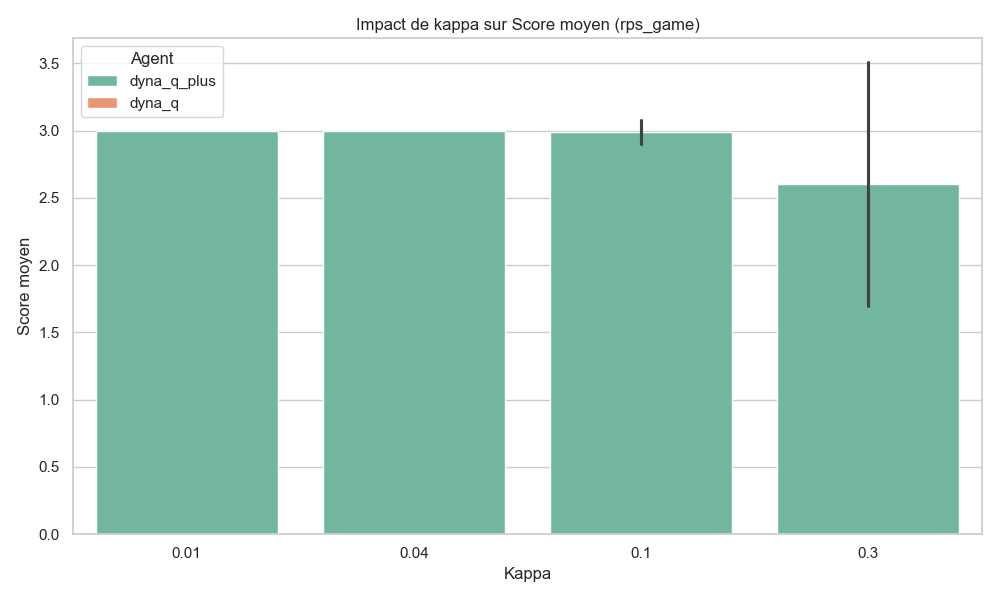 Impact de kappa sur Score moyen (rps_game)
Agent
dyna_q_plus
dyna_q
Score moyen
3.5
3.0
2.5
2.0
1.5
1.0
0.5
0.0
0.01 0.04 0.1 0.3
Kappa